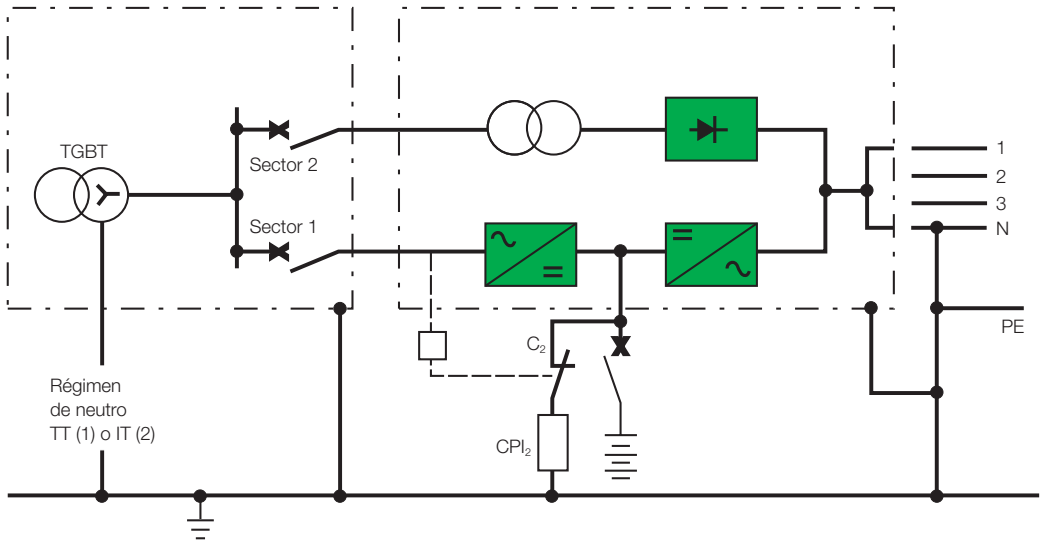 TGBT
Sector 2
Sector 1
1
2
3
N
PE
C₂
CPI₂
Régimen
de neutro
TT (1) o IT (2)